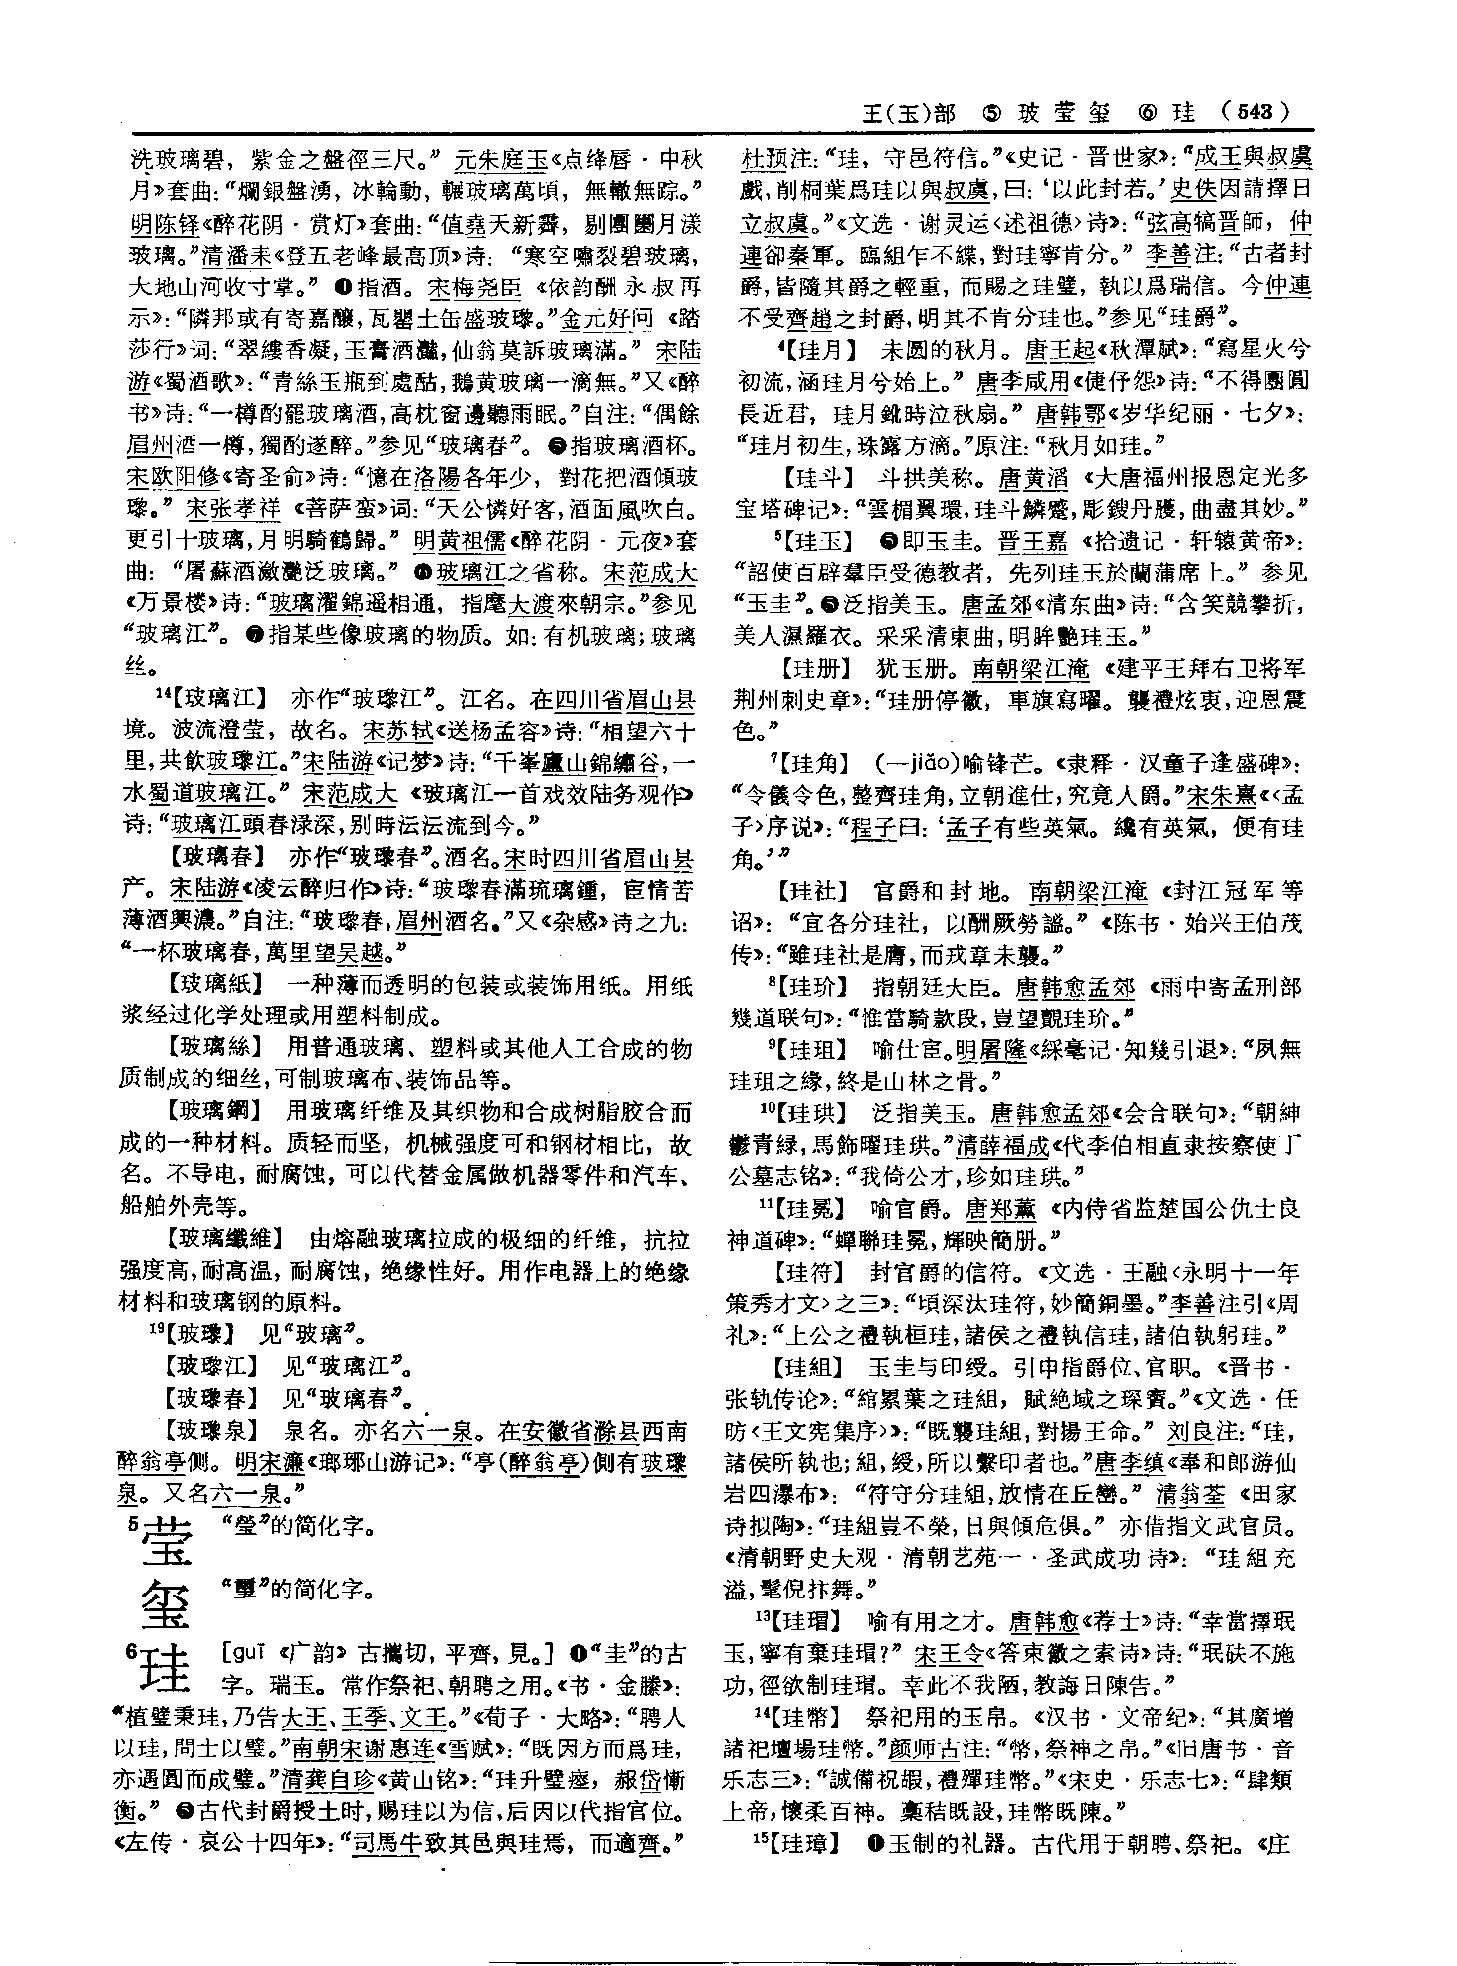 王(玉)部 ⑤ 玻 莹 玺 ⑥ 珪 (543)
洗玻璃碧，紫金之盤徑三尺。”元朱庭玉《点绛唇·中秋
月》套曲：“爛銀盤湧，冰輪動，輾玻璃萬頃，無轍無踪。”
明陈铎《醉花阴·赏灯》套曲：“值堯天新霽，剔團圞月漾
玻璃。”清潘耒《登五老峰最高顶》诗：“寒空嘯裂碧玻璃，
大地山河收寸掌。”❹指酒。宋梅尧臣《依韵酬永叔再
示》：“隣邦或有寄嘉釀，瓦罌土缶盛玻瓈。”金元好问《踏
莎行》词：“翠縷香凝，玉膏酒灩，仙翁莫訴玻璃滿。”宋陆
游《蜀酒歌》：“青絲玉瓶到處酤，鵝黃玻璃一滴無。”又《醉
书》诗：“一樽酌罷玻璃酒，高枕窗邊聽雨眠。”自注：“偶餘
眉州酒一樽，獨酌遂醉。”参见“玻璃春”。❺指玻璃酒杯。
宋欧阳修《寄圣俞》诗：“憶在洛陽各年少，對花把酒傾玻
瓈。”宋张孝祥《菩萨蛮》词：“天公憐好客，酒面風吹白。
更引十玻璃，月明騎鶴歸。”明黄祖儒《醉花阴·元夜》套
曲：“屠蘇酒瀲灧泛玻璃。”❻玻璃江之省称。宋范成大
《万景楼》诗：“玻璃濯錦遥相通，指麾大渡來朝宗。”参见
“玻璃江”。❼指某些像玻璃的物质。如：有机玻璃；玻璃
丝。
14【玻璃江】 亦作“玻瓈江”。江名。在四川省眉山县
境。波流澄莹，故名。宋苏轼《送杨孟容》诗：“相望六十
里，共飲玻瓈江。”宋陆游《记梦》诗：“千峯廬山錦繡谷，一
水蜀道玻璃江。”宋范成大《玻璃江一首戏效陆务观作》
诗：“玻璃江頭春渌深，别時沄沄流到今。”
【玻璃春】 亦作“玻瓈春”。酒名。宋时四川省眉山县
产。宋陆游《凌云醉归作》诗：“玻瓈春滿琉璃鍾，宦情苦
薄酒興濃。”自注：“玻瓈春，眉州酒名。”又《杂感》诗之九：
“一杯玻璃春，萬里望吴越。”
【玻璃紙】 一种薄而透明的包装或装饰用纸。用纸
浆经过化学处理或用塑料制成。
【玻璃絲】 用普通玻璃、塑料或其他人工合成的物
质制成的细丝，可制玻璃布、装饰品等。
【玻璃鋼】 用玻璃纤维及其织物和合成树脂胶合而
成的一种材料。质轻而坚，机械强度可和钢材相比，故
名。不导电，耐腐蚀，可以代替金属做机器零件和汽车、
船舶外壳等。
【玻璃纖維】 由熔融玻璃拉成的极细的纤维，抗拉
强度高，耐高温，耐腐蚀，绝缘性好。用作电器上的绝缘
材料和玻璃钢的原料。
19【玻瓈】 见“玻璃”。
【玻瓈江】 见“玻璃江”。
【玻瓈春】 见“玻璃春”。
【玻瓈泉】 泉名。亦名六一泉。在安徽省滁县西南
醉翁亭侧。明宋濂《瑯琊山游记》：“亭(醉翁亭)側有玻瓈
泉。又名六一泉。”
5莹 “瑩”的简化字。
玺 “璽”的简化字。
6珪 [guī《广韵》古攜切，平齊，見。]❶“圭”的古
字。瑞玉。常作祭祀、朝聘之用。《书·金縢》：
“植璧秉珪，乃告大王、王季、文王。”《荀子·大略》：“聘人
以珪，問士以璧。”南朝宋谢惠连《雪赋》：“既因方而爲珪，
亦遇圓而成璧。”清龚自珍《黄山铭》：“珪升璧瘞，赧岱慚
衡。”❷古代封爵授土时，赐珪以为信，后因以代指官位。
《左传·哀公十四年》：“司馬牛致其邑與珪焉，而適齊。”
杜预注：“珪，守邑符信。”《史记·晋世家》：“成王與叔虞
戲，削桐葉爲珪以與叔虞，曰：‘以此封若。’史佚因請擇日
立叔虞。”《文选·谢灵运〈述祖德〉诗》：“弦高犒晉師，仲
連卻秦軍。臨組乍不緤，對珪寧肯分。”李善注：“古者封
爵，皆隨其爵之輕重，而賜之珪璧，執以爲瑞信。今仲連
不受齊趙之封爵，明其不肯分珪也。”参见“珪爵”。
4【珪月】 未圆的秋月。唐王起《秋潭赋》：“寫星火兮
初流，涵珪月兮始上。”唐李咸用《倢伃怨》诗：“不得團圓
長近君，珪月鈋時泣秋扇。”唐韩鄂《岁华纪丽·七夕》：
“珪月初生，珠露方滴。”原注：“秋月如珪。”
【珪斗】 斗拱美称。唐黄滔《大唐福州报恩定光多
宝塔碑记》：“雲楣翼環，珪斗鱗蹙，彫鎪丹雘，曲盡其妙。”
5【珪玉】 ❶即玉圭。晋王嘉《拾遗记·轩辕黄帝》：
“詔使百辟羣臣受德教者，先列珪玉於蘭蒲席上。”参见
“玉圭”。❷泛指美玉。唐孟郊《清东曲》诗：“含笑競攀折，
美人濕羅衣。采采清東曲，明眸艷珪玉。”
【珪册】 犹玉册。南朝梁江淹《建平王拜右卫将军
荆州刺史章》：“珪册停徽，車旗寫曜。襲禮炫衷，迎恩震
色。”
7【珪角】 (—jiǎo)喻锋芒。《隶释·汉童子逢盛碑》：
“令儀令色，整齊珪角，立朝進仕，究竟人爵。”宋朱熹《〈孟
子〉序说》：“程子曰：‘孟子有些英氣。纔有英氣，便有珪
角。’”
【珪社】 官爵和封地。南朝梁江淹《封江冠军等
诏》：“宜各分珪社，以酬厥勞謐。”《陈书·始兴王伯茂
传》：“雖珪社是膺，而戎章未襲。”
8【珪玠】 指朝廷大臣。唐韩愈孟郊《雨中寄孟刑部
幾道联句》：“惟當騎款段，豈望覿珪玠。”
9【珪珇】 喻仕宦。明屠隆《綵毫记·知幾引退》：“夙無
珪珇之緣，終是山林之骨。”
10【珪珙】 泛指美玉。唐韩愈孟郊《会合联句》：“朝紳
鬱青緑，馬飾曜珪珙。”清薛福成《代李伯相直隶按察使丁
公墓志铭》：“我倚公才，珍如珪珙。”
11【珪冕】 喻官爵。唐郑薰《内侍省监楚国公仇士良
神道碑》：“蟬聯珪冕，輝映簡册。”
【珪符】 封官爵的信符。《文选·王融〈永明十一年
策秀才文〉之三》：“頃深汰珪符，妙簡銅墨。”李善注引《周
礼》：“上公之禮執桓珪，諸侯之禮執信珪，諸伯執躬珪。”
【珪組】 玉圭与印绶。引申指爵位、官职。《晋书·
张轨传论》：“綰累葉之珪組，賦絶域之琛賨。”《文选·任
昉〈王文宪集序〉》：“既襲珪組，對揚王命。”刘良注：“珪，
諸侯所執也；組，綬，所以繫印者也。”唐李缜《奉和郎游仙
岩四瀑布》：“符守分珪組，放情在丘巒。”清翁荃《田家
诗拟陶》：“珪組豈不榮，日與傾危俱。”亦借指文武官员。
《清朝野史大观·清朝艺苑一·圣武成功诗》：“珪組充
溢，髦倪抃舞。”
13【珪瑁】 喻有用之才。唐韩愈《荐士》诗：“幸當擇珉
玉，寧有棄珪瑁？”宋王令《答束徽之索诗》诗：“珉砆不施
功，徑欲制珪瑁。幸此不我陋，教誨日陳告。”
14【珪幣】 祭祀用的玉帛。《汉书·文帝纪》：“其廣增
諸祀壇場珪幣。”颜师古注：“幣，祭神之帛。”《旧唐书·音
乐志三》：“誠備祝嘏，禮殫珪幣。”《宋史·乐志七》：“肆類
上帝，懷柔百神。稾秸既設，珪幣既陳。”
15【珪璋】 ❶玉制的礼器。古代用于朝聘、祭祀。《庄